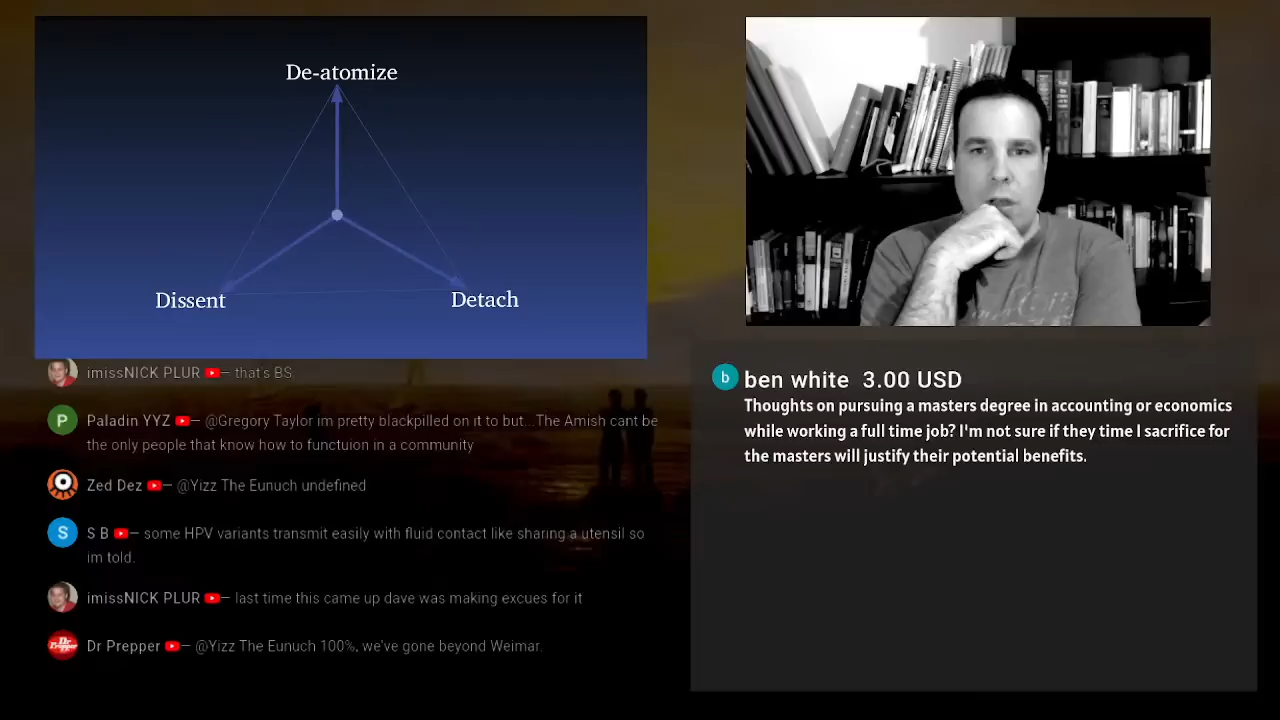 De-atomize
Dissent
Detach
imissNICK PLUR — that's BS
P
Paladin YYZ — @Gregory Taylor im pretty blackpilled on it to but...The Amish cant be
the only people that know how to functuion in a community
Zed Dez — @Yizz The Eunuch undefined
S
S B — some HPV variants transmit easily with fluid contact like sharing a utensil so
im told.
imissNICK PLUR — last time this came up dave was making excues for it
Dr Prepper — @Yizz The Eunuch 100%, we've gone beyond Weimar.
b
ben white 3.00 USD
Thoughts on pursuing a masters degree in accounting or economics
while working a full time job? I'm not sure if they time I sacrifice for
the masters will justify their potential benefits.